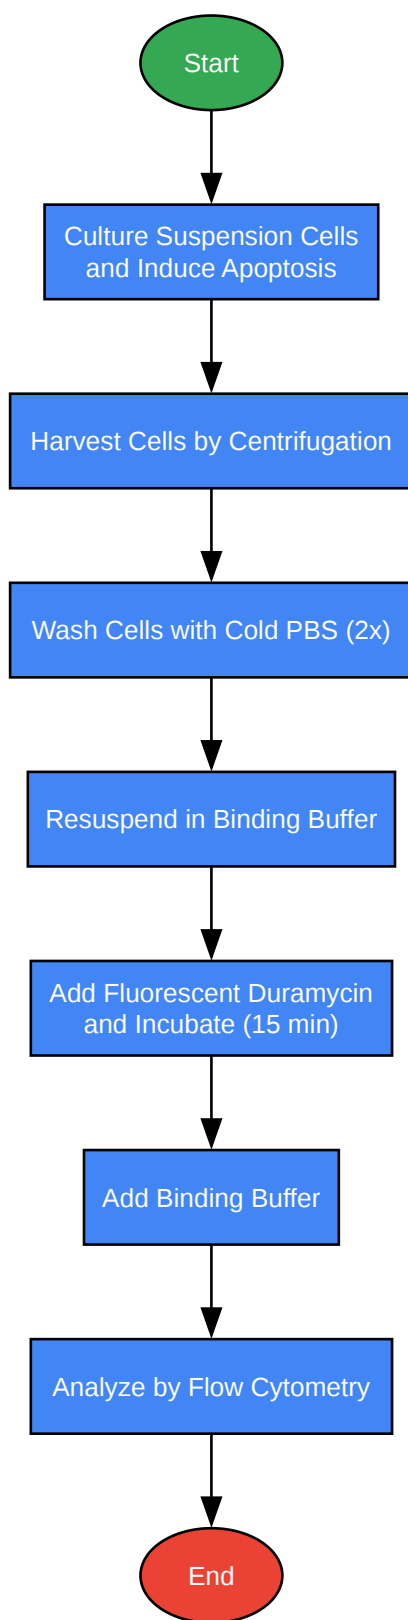 Start
Culture Suspension Cells
and Induce Apoptosis
Harvest Cells by Centrifugation
Wash Cells with Cold PBS (2x)
Resuspend in Binding Buffer
Add Fluorescent Duramycin
and Incubate (15 min)
Add Binding Buffer
Analyze by Flow Cytometry
End